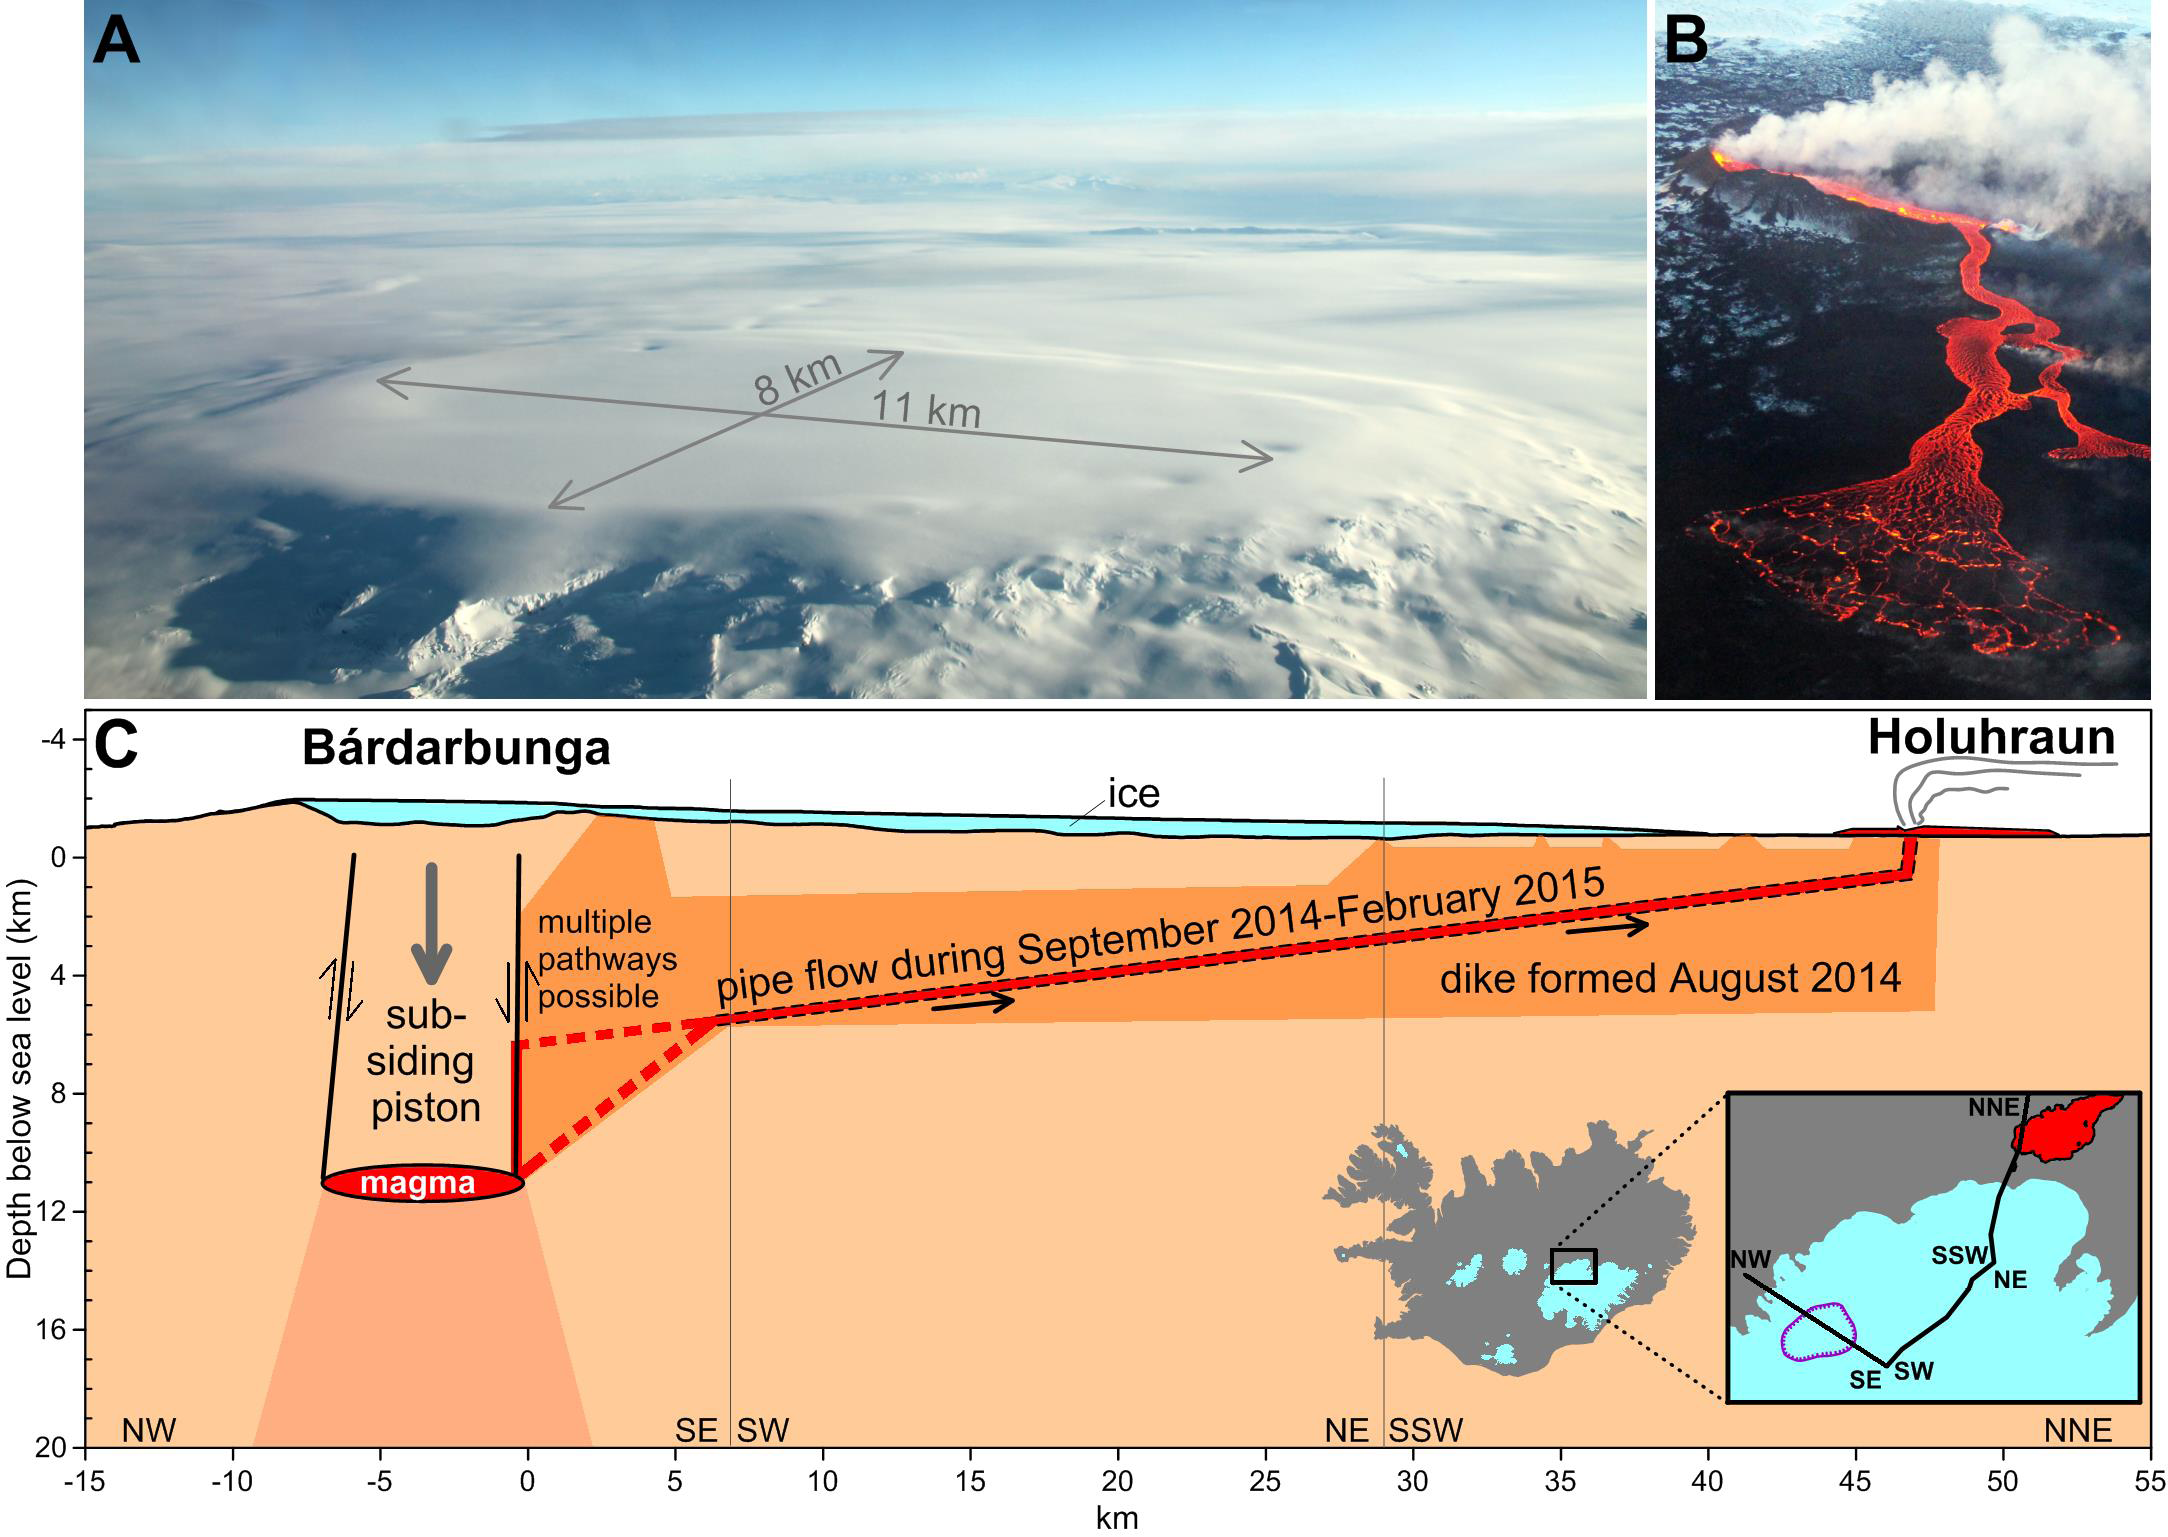 A
8 km
11 km
B
C
Bárdarbunga
Holuhraun
ice
-4
0
4
8
12
16
20
Depth below sea level (km)
sub-
siding
piston
multiple
pathways
possible
pipe flow during September 2014-February 2015
dike formed August 2014
magma
NNE
SSW
NE
NW
SE
SW
NW
SE
SW
NE
SSW
NNE
-15
-10
-5
0
5
10
15
20
25
30
35
40
45
50
55
km